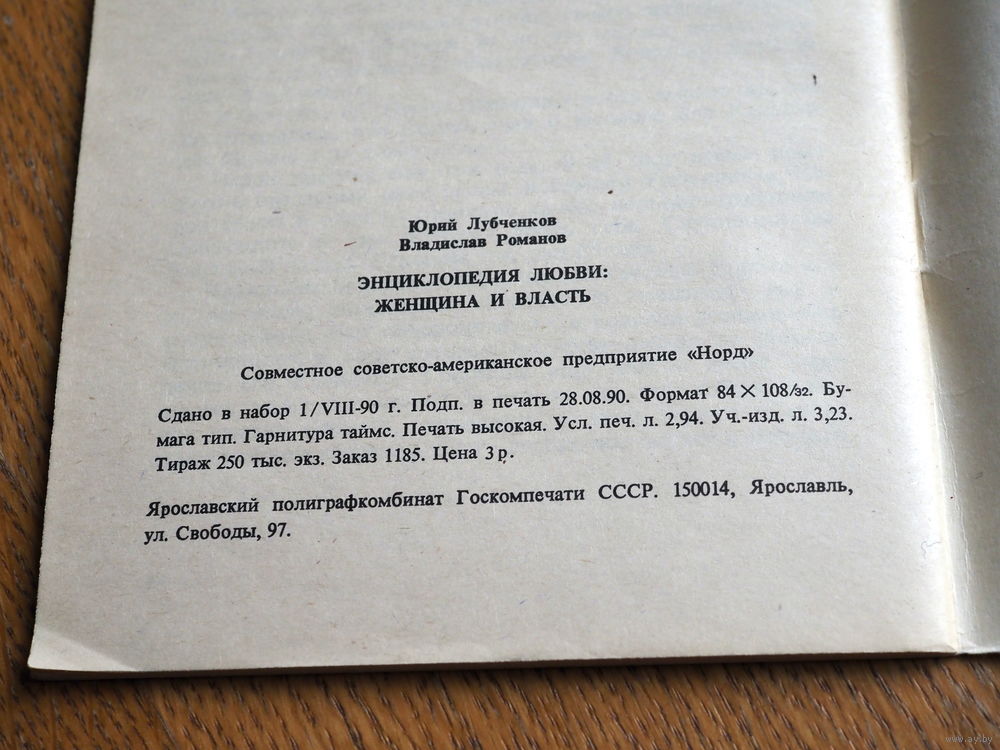 Юрий Лубченков
Владислав Романов
ЭНЦИКЛОПЕДИЯ ЛЮБВИ:
ЖЕНЩИНА И ВЛАСТЬ
Совместное советско-американское предприятие «Норд»
Сдано в набор 1/VIII-90 г. Подп. в печать 28.08.90. Формат 84×108/32. Бу-
мага тип. Гарнитура таймс. Печать высокая. Усл. печ. л. 2,94. Уч.-изд. л. 3,23.
Тираж 250 тыс. экз. Заказ 1185. Цена 3 р.
Ярославский полиграфкомбинат Госкомпечати СССР. 150014, Ярославль,
ул. Свободы, 97.
www.ay.by